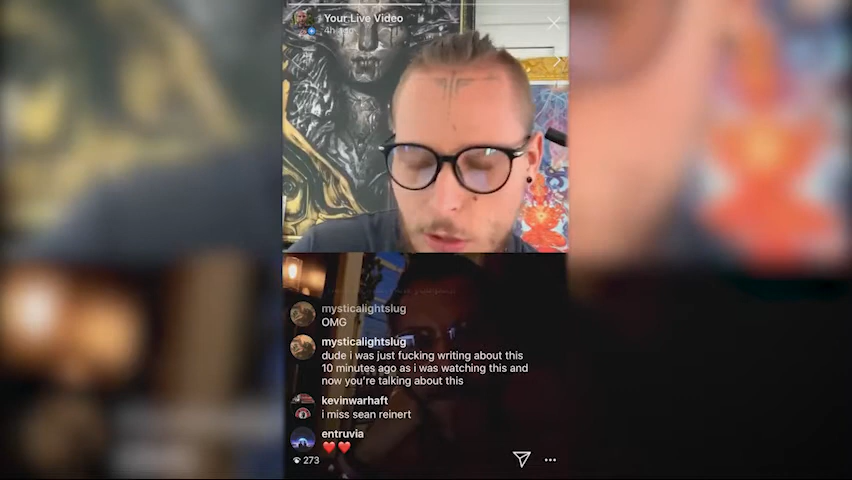 Your Live Video
4h ago
mysticalightslug
OMG
mysticalightslug
dude i was just fucking writing about this
10 minutes ago as i was watching this and
now you're talking about this
kevinwarhaft
i miss sean reinert
entruvia
❤️❤️
273